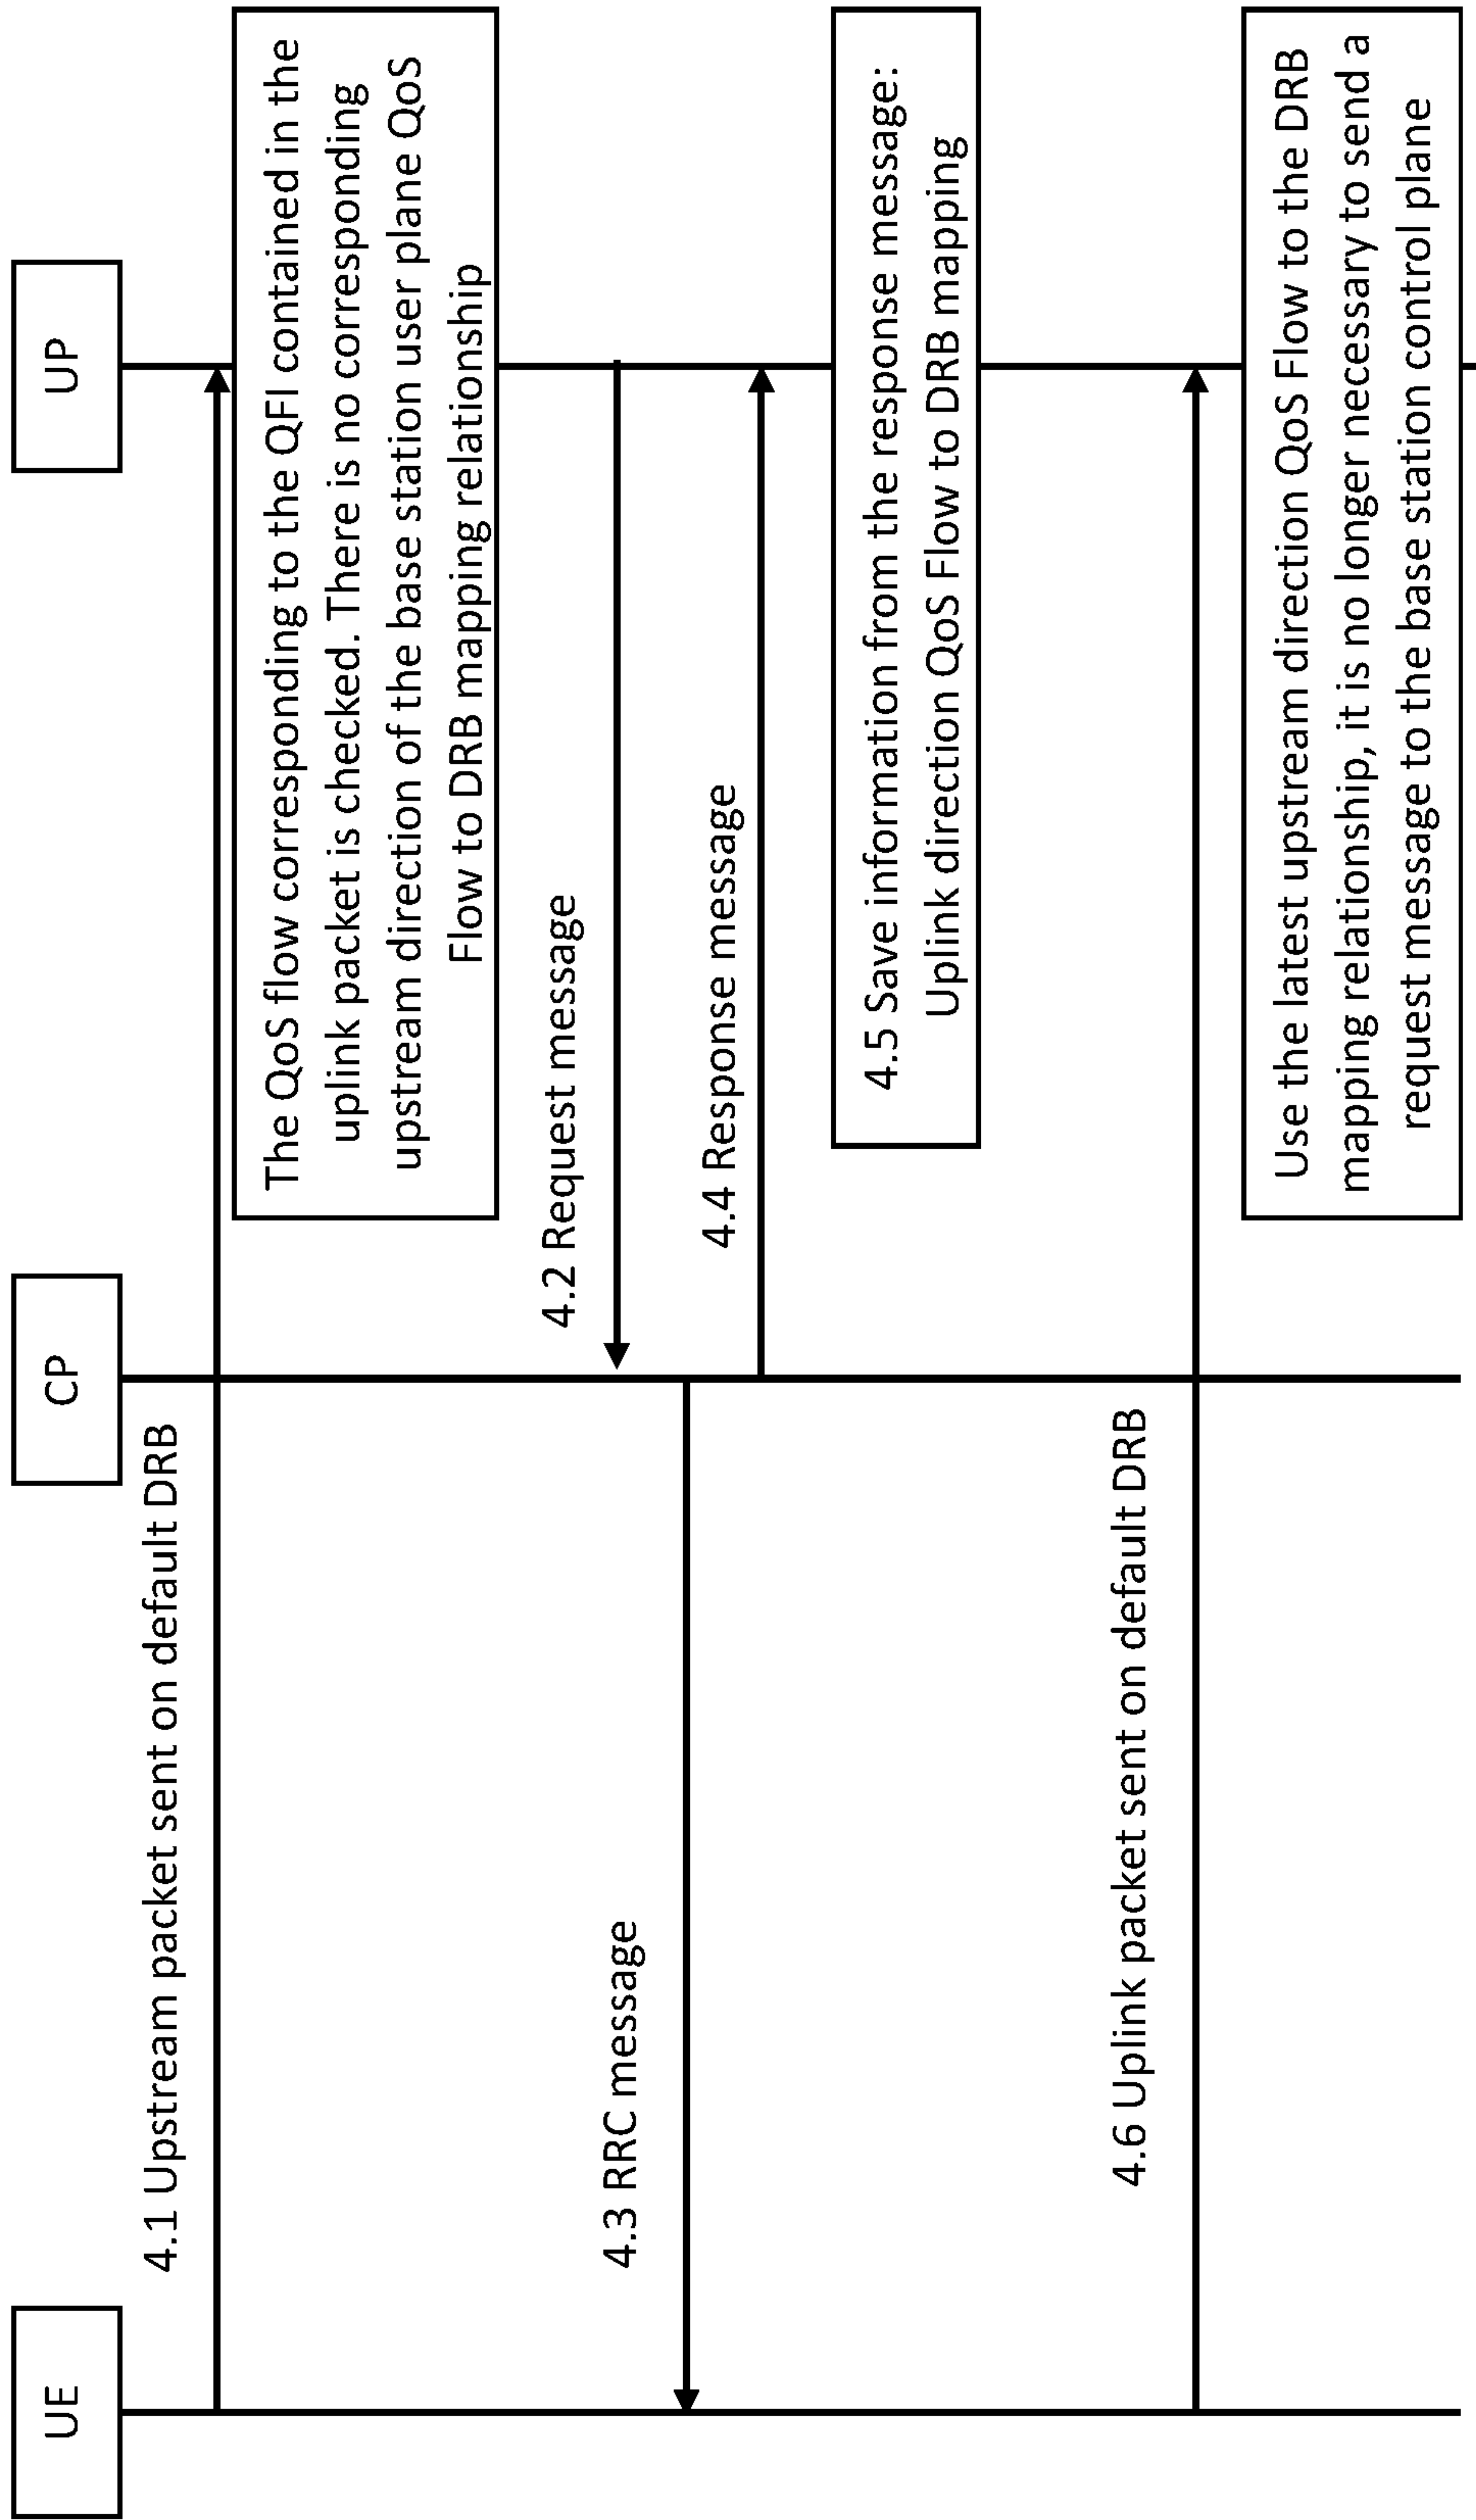 UE
CP
UP
4.1 Upstream packet sent on default DRB
The QoS flow corresponding to the QFI contained in the
uplink packet is checked. There is no corresponding
upstream direction of the base station user plane QoS
Flow to DRB mapping relationship
4.2 Request message
4.3 RRC message
4.4 Response message
4.5 Save information from the response message:
Uplink direction QoS Flow to DRB mapping
4.6 Uplink packet sent on default DRB
Use the latest upstream direction QoS Flow to the DRB
mapping relationship, it is no longer necessary to send a
request message to the base station control plane